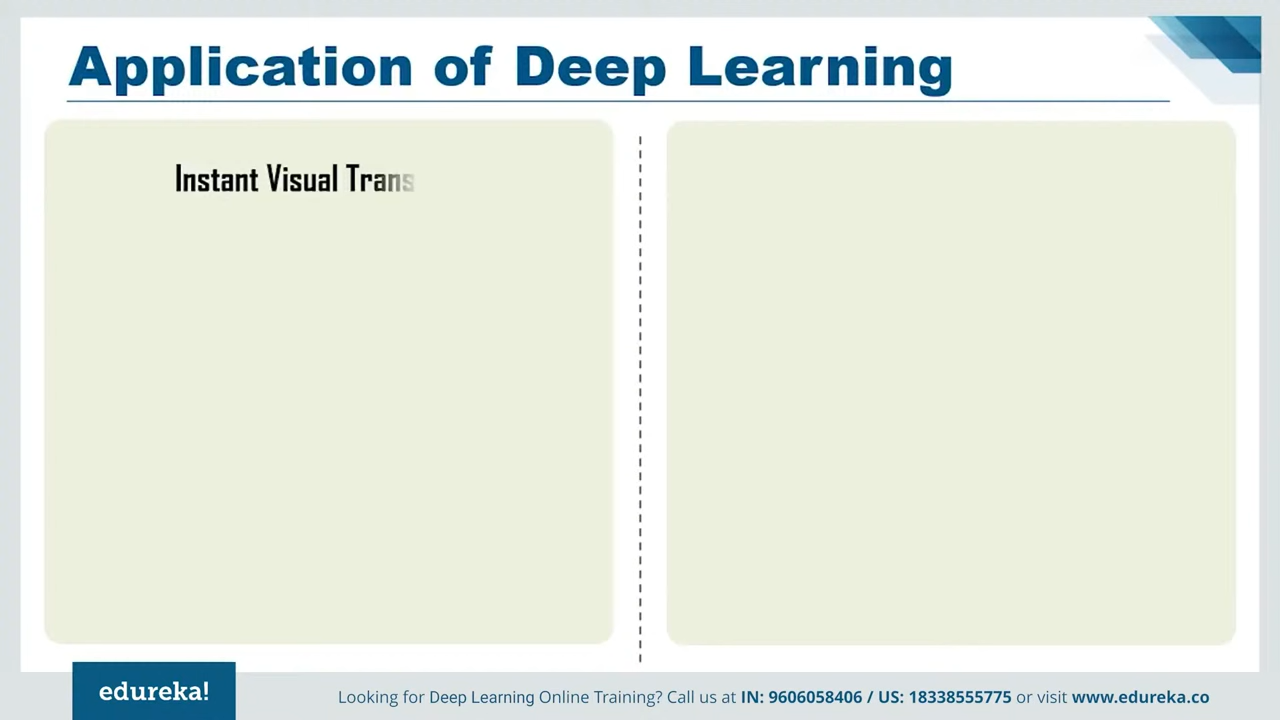 Application of Deep Learning
Instant Visual Trans
edureka!
Looking for Deep Learning Online Training? Call us at IN: 9606058406 / US: 18338555775 or visit www.edureka.co